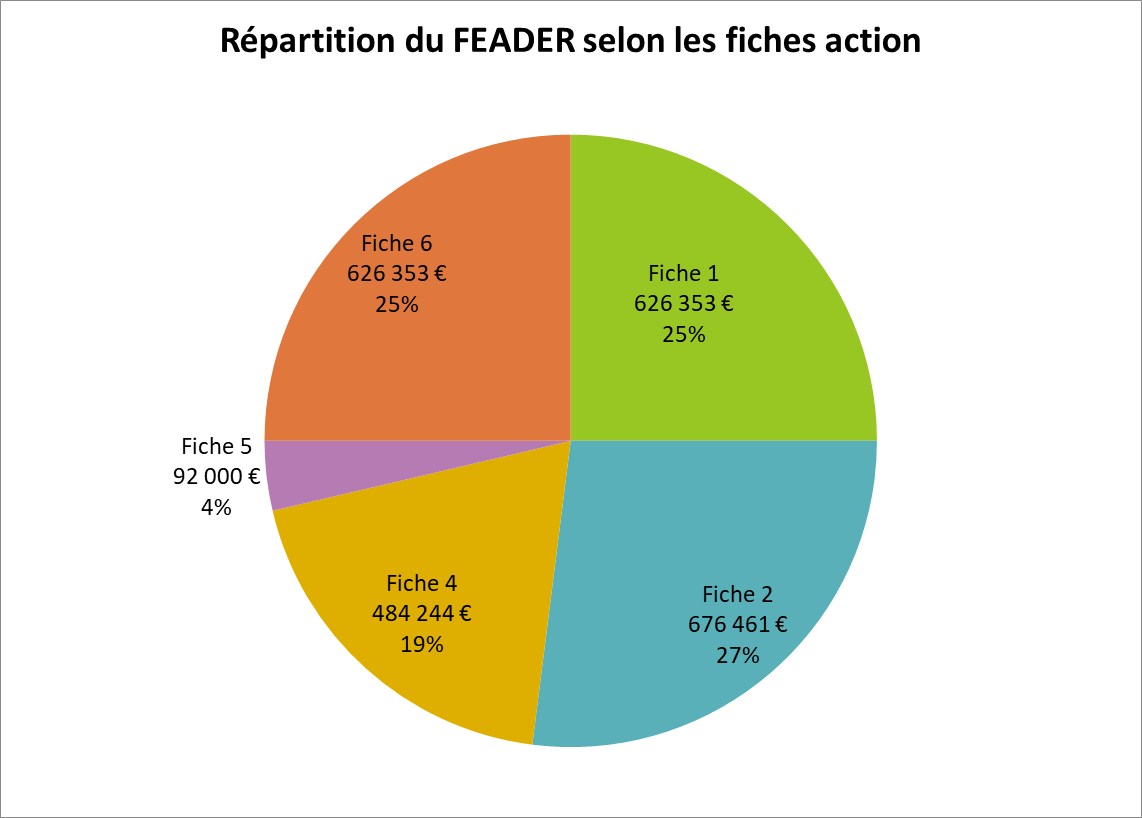 Répartition du FEADER selon les fiches action
Fiche 6
626 353 €
25%
Fiche 1
626 353 €
25%
Fiche 5
92 000 €
4%
Fiche 4
484 244 €
19%
Fiche 2
676 461 €
27%